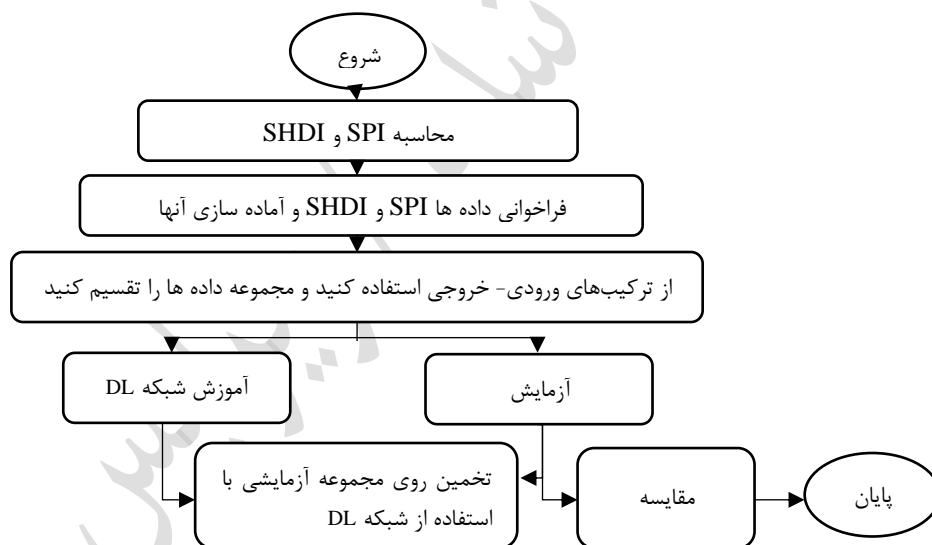 شروع
محاسبه SPI و SHDI
فراخوانی داده ها SPI و SHDI و آماده سازی آنها
از ترکیب‌های ورودی- خروجی استفاده کنید و مجموعه داده ها را تقسیم کنید
آموزش شبکه DL
آزمایش
تخمین روی مجموعه آزمایشی با
استفاده از شبکه DL
مقایسه
پایان